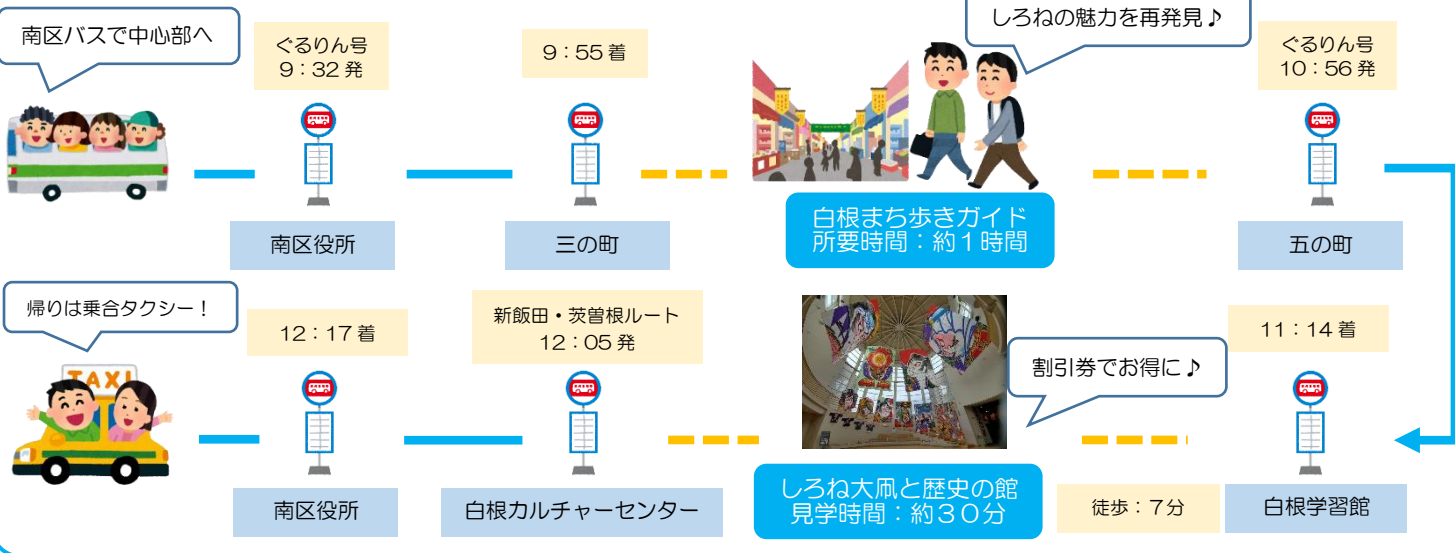 南区バスで中心部へ
ぐるりん号
9：32 発
9：55 着
しろねの魅力を再発見♪
ぐるりん号
10：56 発
南区役所
三の町
白根まち歩きガイド
所要時間：約１時間
五の町
帰りは乗合タクシー！
TAXI
12：17 着
新飯田・茨曽根ルート
12：05 発
割引券でお得に♪
11：14 着
南区役所
白根カルチャーセンター
しろね大凧と歴史の館
見学時間：約３０分
徒歩：７分
白根学習館